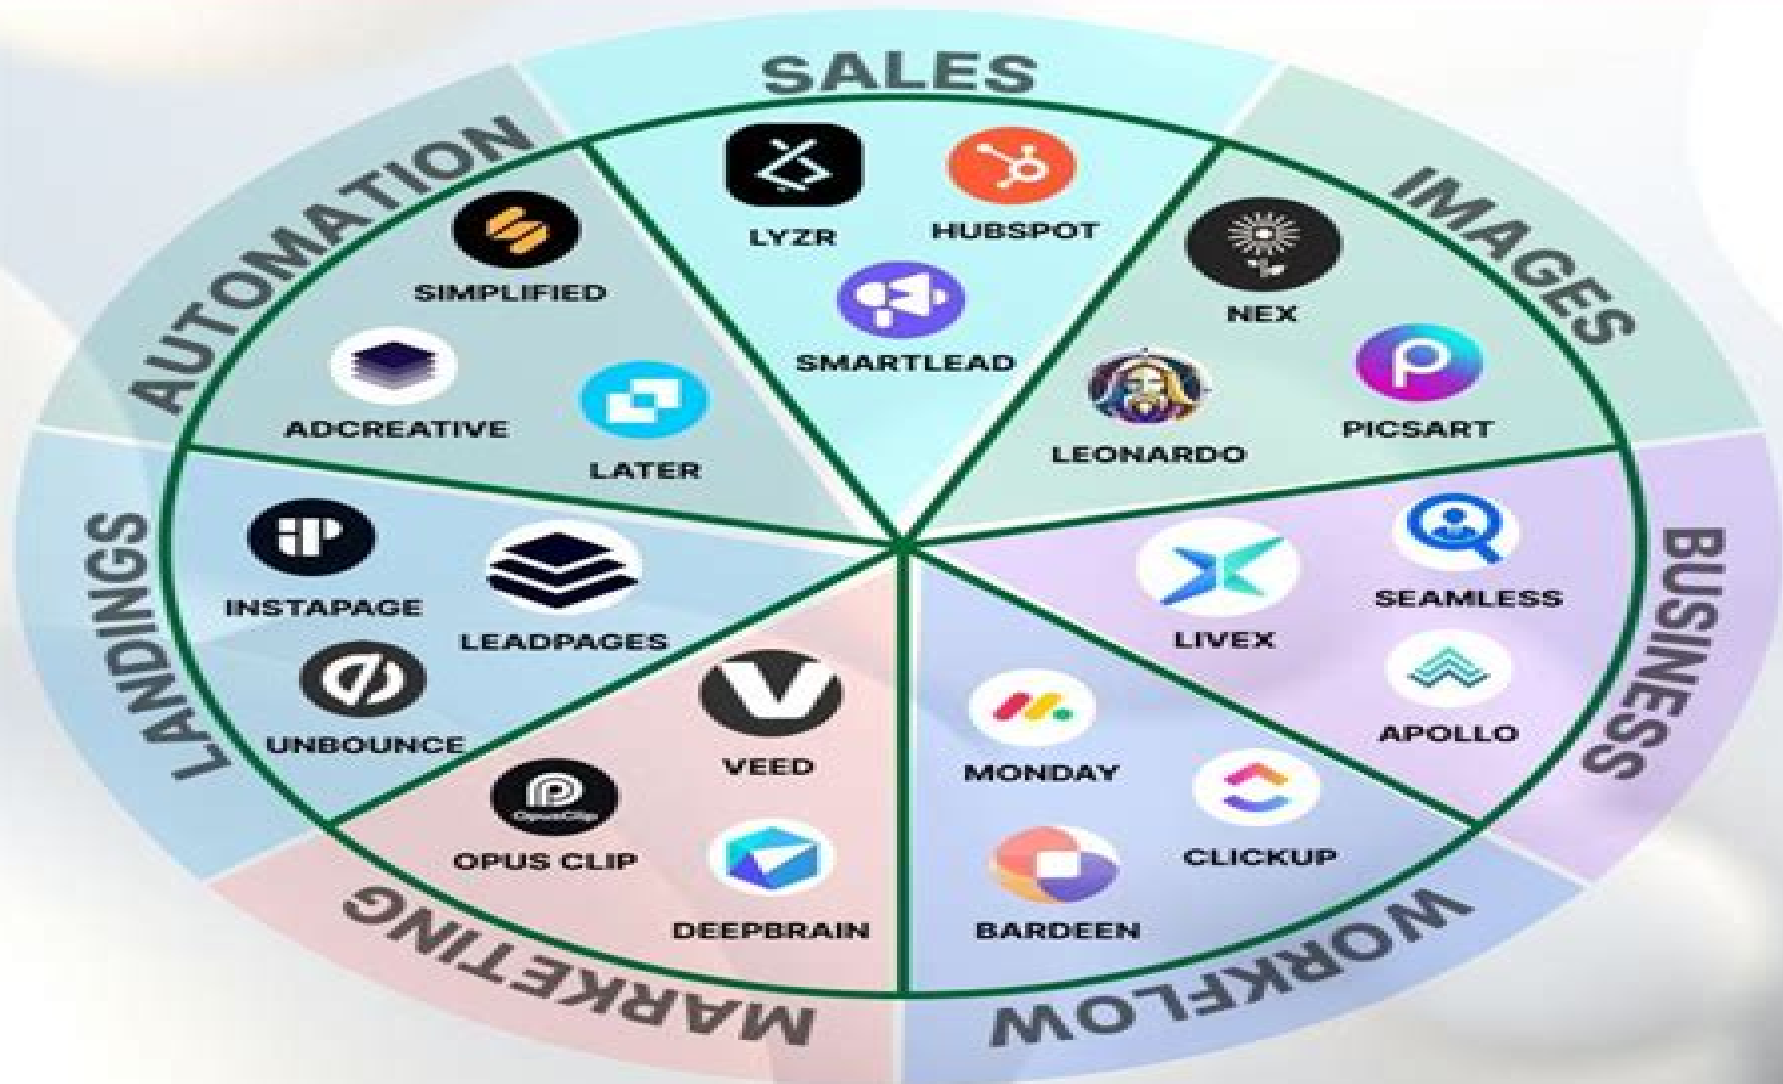 SALES
LYZR
HUBSPOT
SMARTLEAD
IMAGES
NEX
LEONARDO
PICSART
BUSINESS
SEAMLESS
LIVEX
APOLLO
WORKFLOW
MONDAY
CLICKUP
BARDEEN
MARKETING
VEED
OpusClip
OPUS CLIP
DEEPBRAIN
LANDINGS
INSTAPAGE
LEADPAGES
UNBOUNCE
AUTOMATION
SIMPLIFIED
ADCREATIVE
LATER